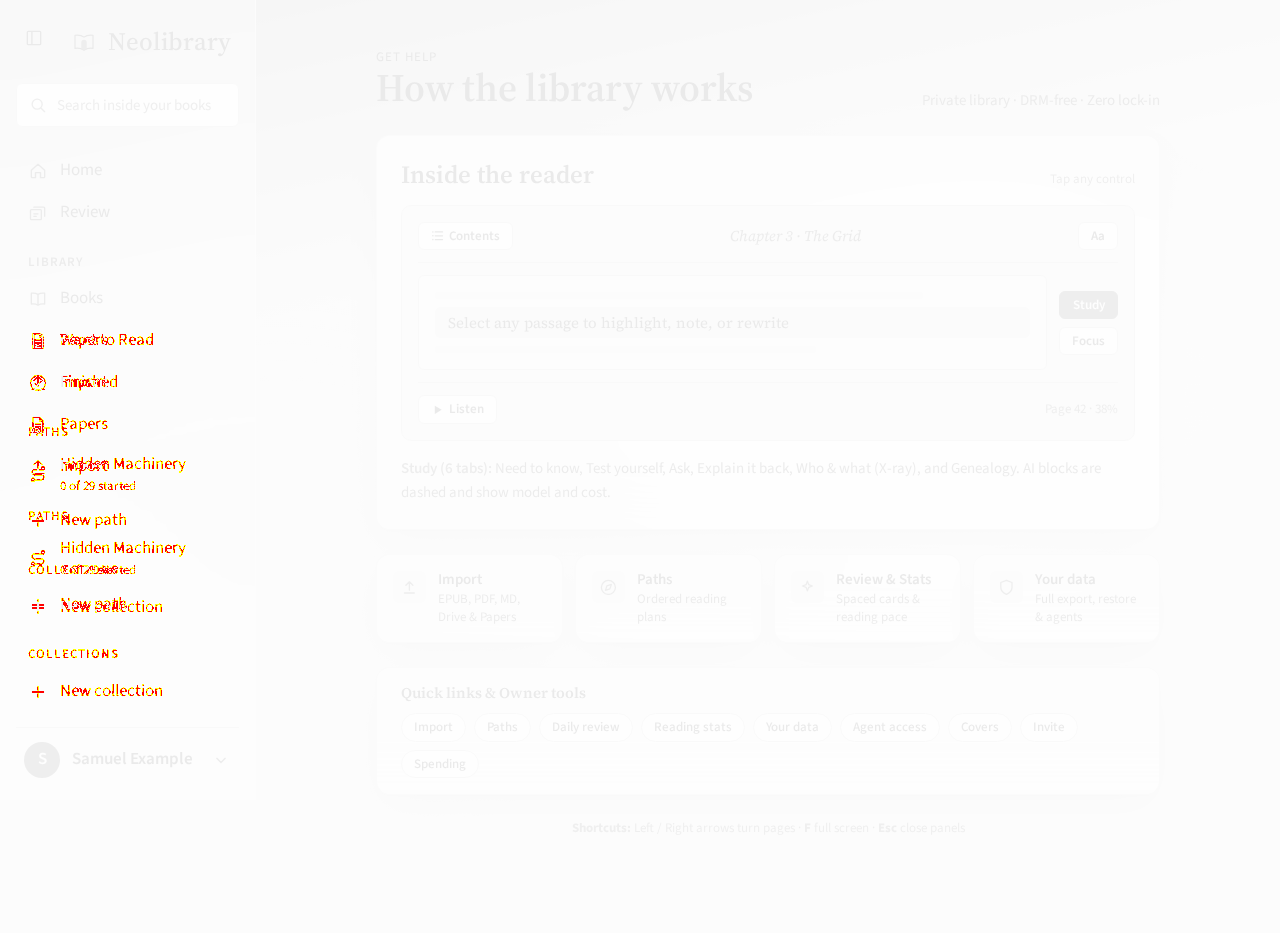 Neolibrary
Search inside your books
Home
Review
LIBRARY
Books
to Read
Papers
PATHS
Hidden Machinery
0 of 29 started
PATHS
New path
Hidden Machinery
New collection
COLLECTIONS
New collection
S
Samuel Example
GET HELP
How the library works
Private library · DRM-free · Zero lock-in
Inside the reader
Tap any control
Contents
Chapter 3 · The Grid
Aa
Select any passage to highlight, note, or rewrite
Study
Focus
Listen
Page 42 · 38%
Study (6 tabs): Need to know, Test yourself, Ask, Explain it back, Who & what (X-ray), and Genealogy. AI blocks are
dashed and show model and cost.
Import
EPUB, PDF, MD,
Drive & Papers
Paths
Ordered reading
plans
Review & Stats
Spaced cards &
reading pace
Your data
Full export, restore
& agents
Quick links & Owner tools
Import
Paths
Daily review
Reading stats
Your data
Agent access
Covers
Invite
Spending
Shortcuts: Left / Right arrows turn pages · F full screen · Esc close panels